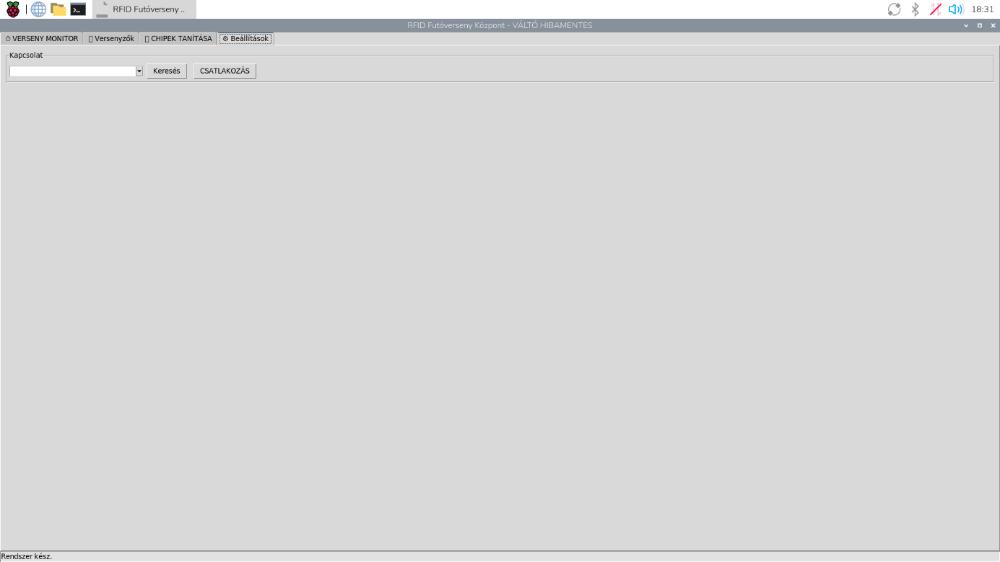 RFID Futóverseny ..
18:31
RFID Futóverseny Központ - VÁLTÓ HIBAMENTES
VERSENY MONITOR
Versenyzők
CHIPEK TANÍTÁSA
Beállítások
Kapcsolat
Keresés
CSATLAKOZÁS
Rendszer kész.